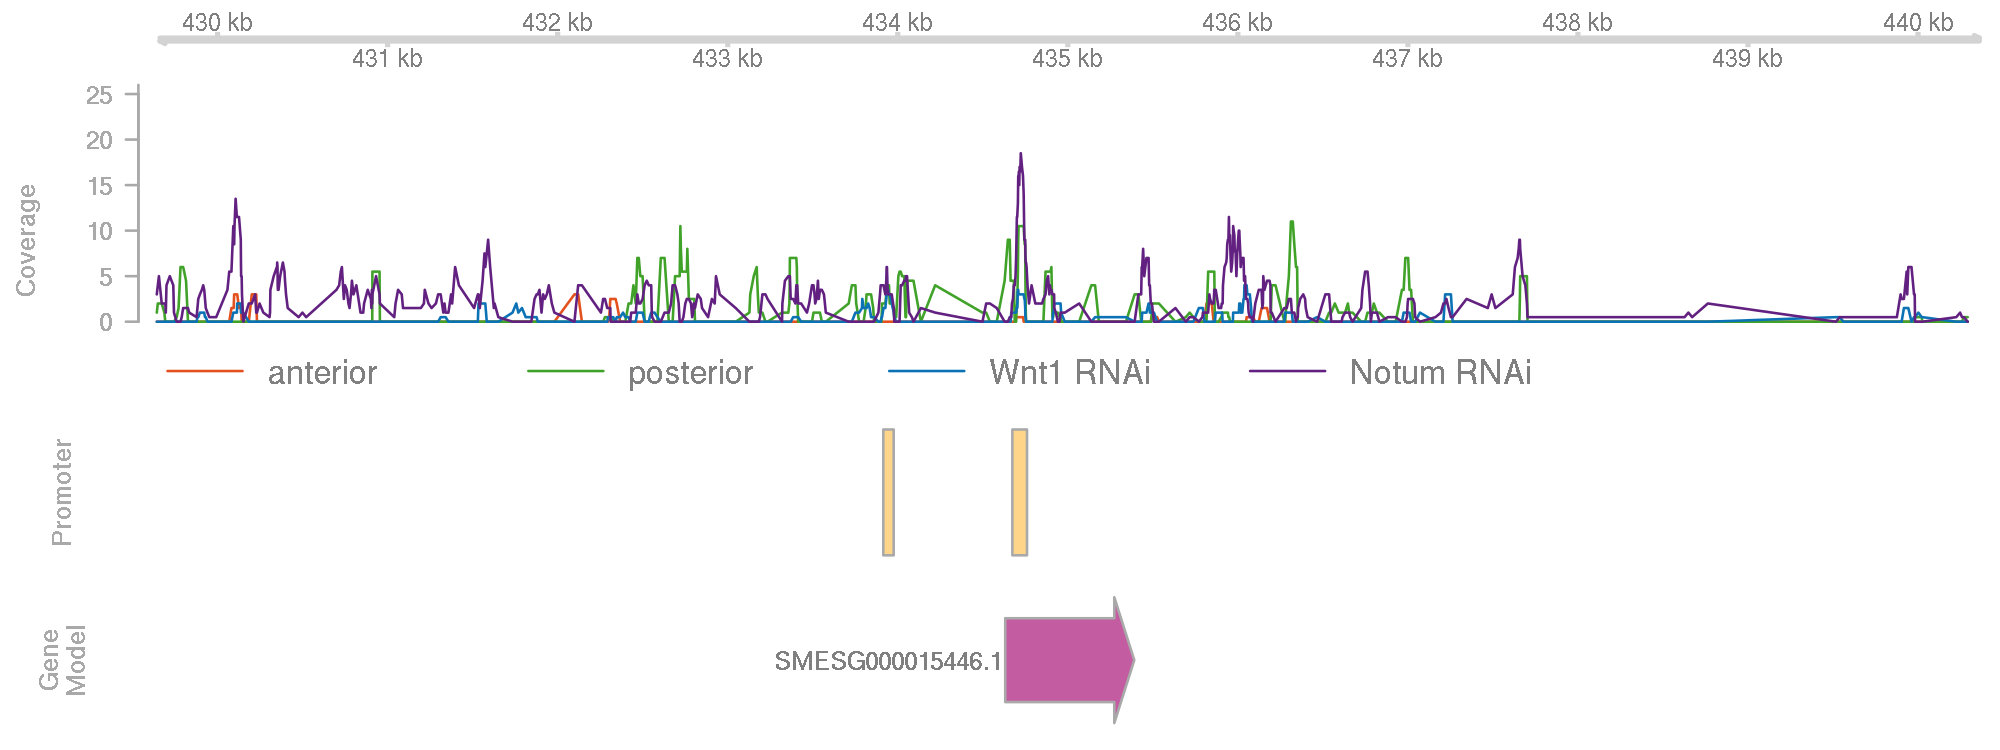 430 kb 432 kb 434 kb 436 kb 438 kb 440 kb
431 kb 433 kb 435 kb 437 kb 439 kb
Coverage
25
20
15
10
5
0
anterior posterior Wnt1 RNAi Notum RNAi
Promoter
Gene
Model
SMESG000015446.1